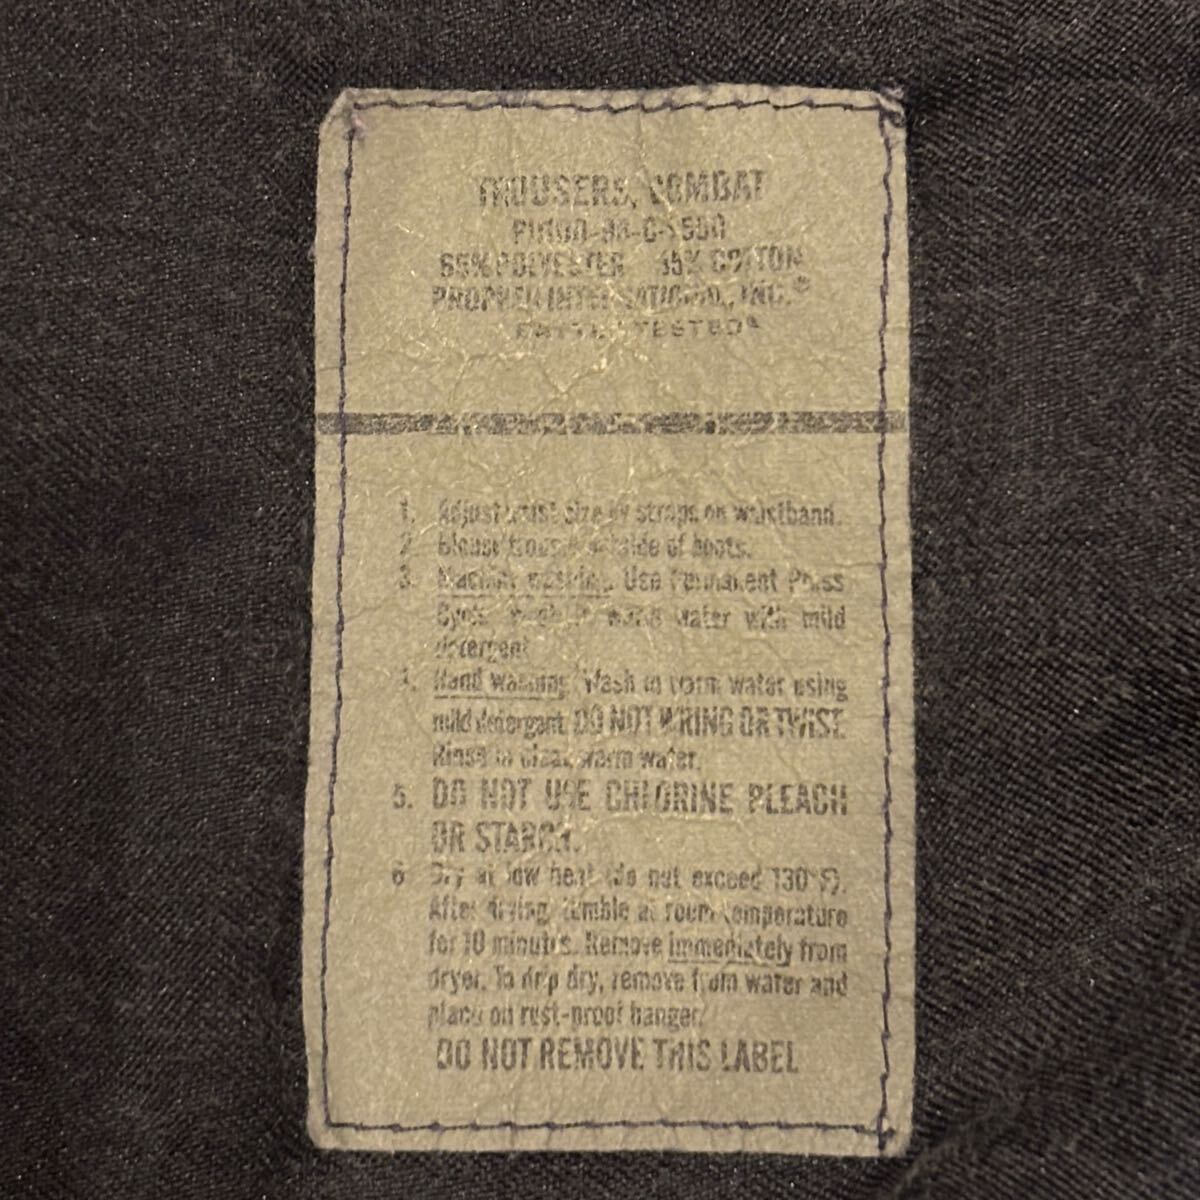 TROUSERS, COMBAT
65% POLYESTER 35% COTTON
PROPPER INTERNATIONAL, INC.®
TESTED
1. Adjust waist size by straps on waistband.
2. Blouse trousers outside of boots.
3. Machine washing. Use Permanent Press
Cycle. Wash in warm water with mild
detergent.
4. Hand washing. Wash in warm water using
mild detergent. DO NOT WRING OR TWIST.
Rinse in clean, warm water.
5. DO NOT USE CHLORINE BLEACH
OR STARCH.
6 Dry at low heat (do not exceed 130°F).
After drying, tumble at room temperature
for 10 minutes. Remove immediately from
dryer. To drip dry, remove from water and
place on rust-proof hanger.
DO NOT REMOVE THIS LABEL